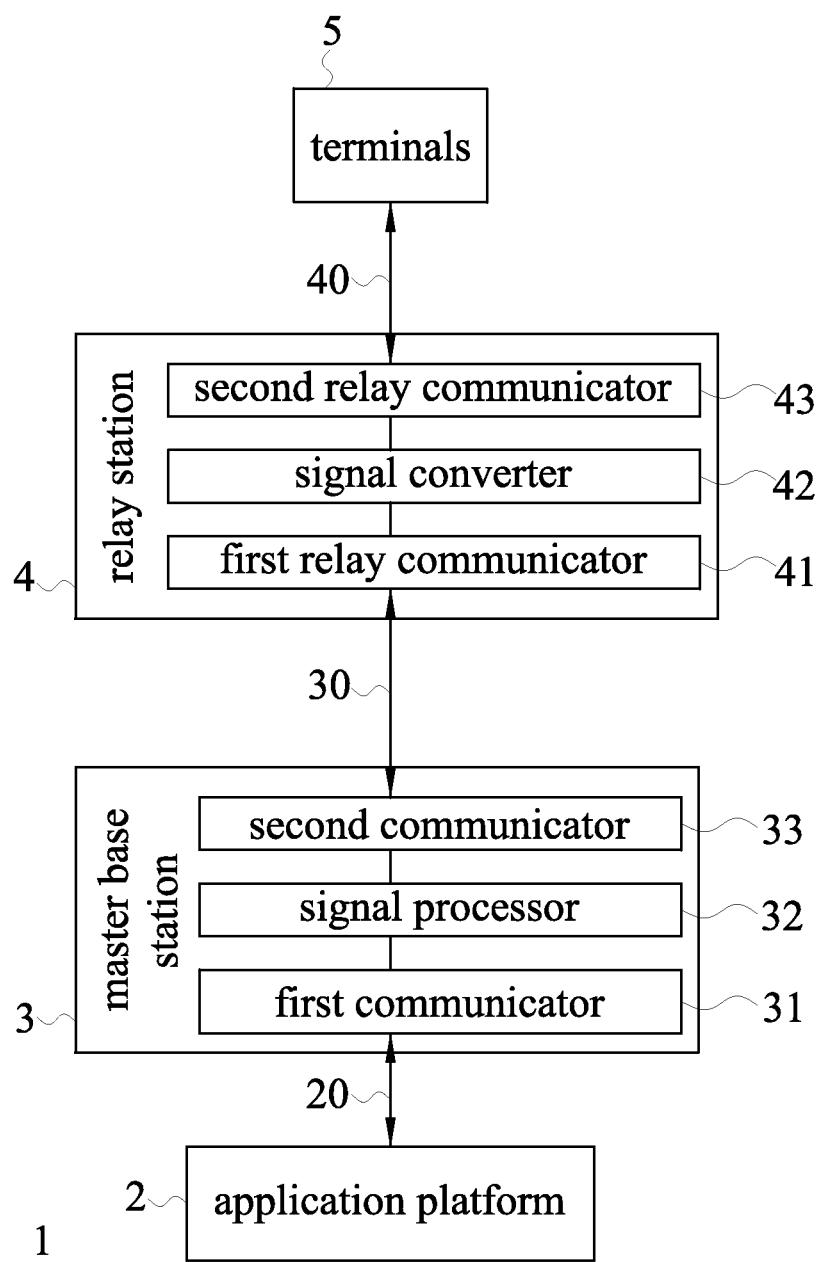 5
terminals
40
relay station
second relay communicator
43
signal converter
42
first relay communicator
41
4
30
master base
station
second communicator
33
signal processor
32
first communicator
31
3
20
2
application platform
1